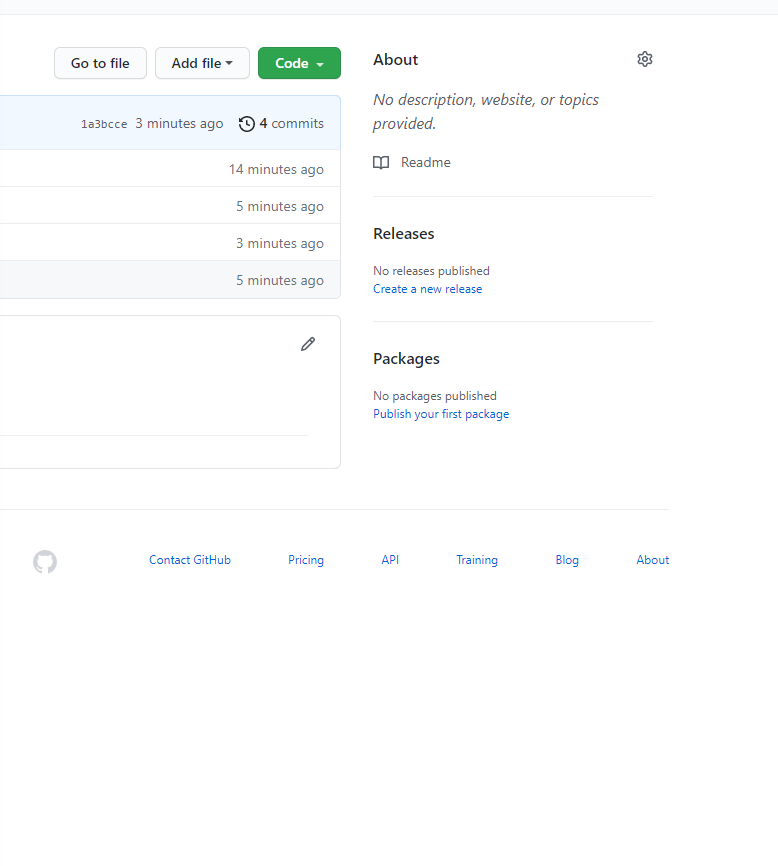 Go to file
Add file
Code
1a3bcce 3 minutes ago 4 commits
14 minutes ago
5 minutes ago
3 minutes ago
5 minutes ago
About
No description, website, or topics
provided.
Readme
Releases
No releases published
Create a new release
Packages
No packages published
Publish your first package
Contact GitHub
Pricing
API
Training
Blog
About